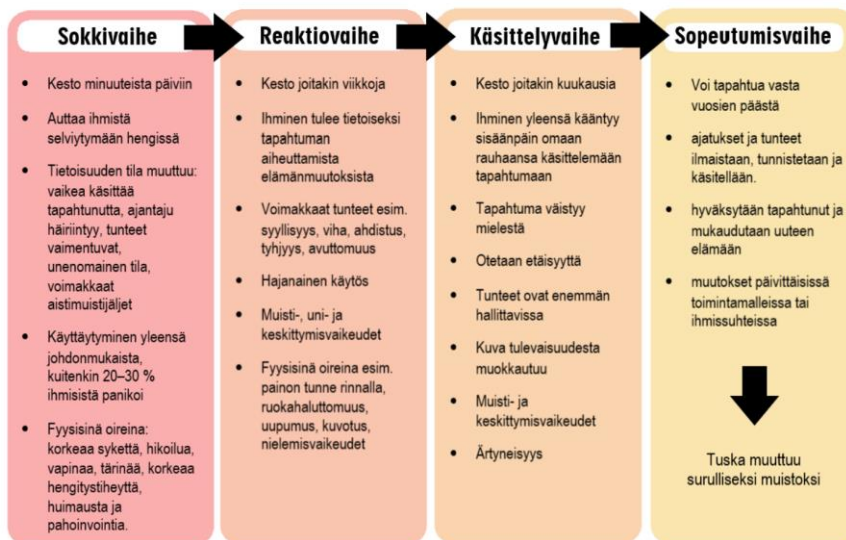 Sokkivaihe
• Kesto minuuteista päiviin
• Auttaa ihmistä
selviytymään hengissä
• Tietoisuuden tila muuttuu:
vaikea käsittää
tapahtunutta, ajantaju
häiriintyy, tunteet
vaimentuvat,
unenomainen tila,
voimakkaat
aistimuistijäljet
• Käyttäytyminen yleensä
johdonmukaista,
kuitenkin 20–30 %
ihmisistä panikoi
• Fyysisinä oireina:
korkeaa sykettä, hikoilua,
vapinaa, tärinää, korkeaa
hengitystiheyttä,
huimausta ja
pahoinvointia.
Reaktiovaihe
• Kesto joitakin viikkoja
• Ihminen tulee tietoiseksi
tapahtuman
aiheuttamista
elämänmuutoksista
• Voimakkaat tunteet esim.
syyllisyys, viha, ahdistus,
tyhjyys, avuttomuus
• Hajanainen käytös
• Muisti-, uni- ja
keskittymisvaikeudet
• Fyysisinä oireina esim.
painon tunne rinnalla,
ruokahaluttomuus,
uupumus, kuvotus,
nielemisvaikeudet
Käsittelyvaihe
• Kesto joitakin kuukausia
• Ihminen yleensä kääntyy
sisäänpäin omaan
rauhaansa käsittelemään
tapahtumaan
• Tapahtuma väistyy
mielestä
• Otetaan etäisyyttä
• Tunteet ovat enemmän
hallittavissa
• Kuva tulevaisuudesta
muokkautuu
• Muisti- ja
keskittymisvaikeudet
• Ärtyneisyys
Sopeutumisvaihe
• Voi tapahtua vasta
vuosien päästä
• ajatukset ja tunteet
ilmaistaan, tunnistetaan ja
käsitellään.
• hyväksytään tapahtunut ja
mukaudutaan uuteen
elämään
• muutokset päivittäisissä
toimintamalleissa tai
ihmissuhteissa
Tuska muuttuu
surulliseksi muistoksi